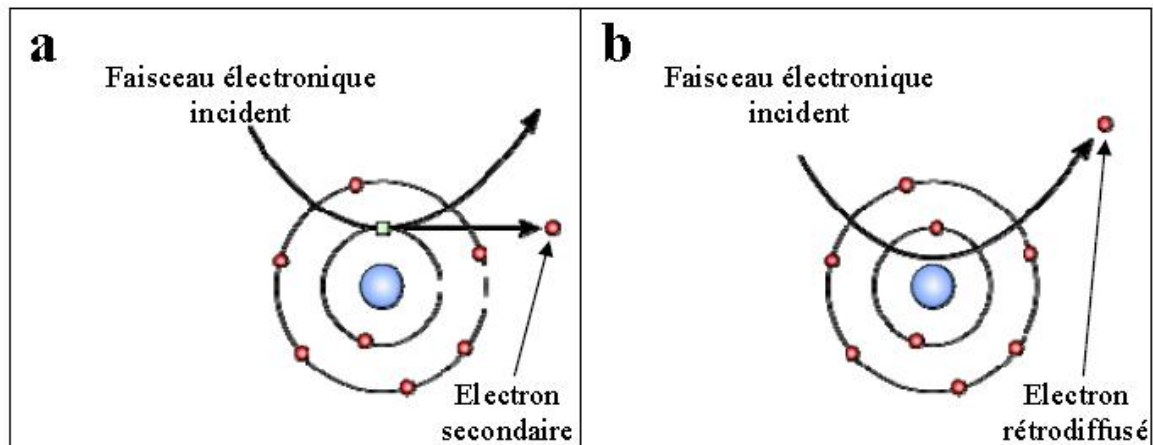 a
Faisceau électronique
incident
Electron
secondaire
b
Faisceau électronique
incident
Electron
rétrodiffusé